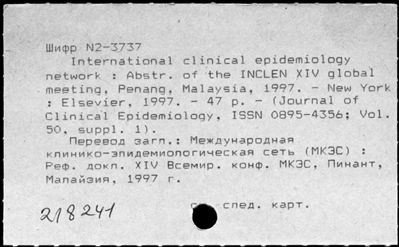 Шифр N2-3737
International clinical epidemiology
network : Abstr. of the INCLEN XIV global
meeting, Penang, Malaysia, 1997. - New York
: Elsevier, 1997. - 47 p. - (Journal of
Clinical Epidemiology, ISSN 0895-4356; Vol.
50, suppl. 1).
Перевод загл.: Международная
клинико-эпидемиологическая сеть (МКЭС) :
Реф. докл. XIV Всемир. конф. МКЭС, Пинант,
Малайзия, 1997 г.
218241
след. карт.